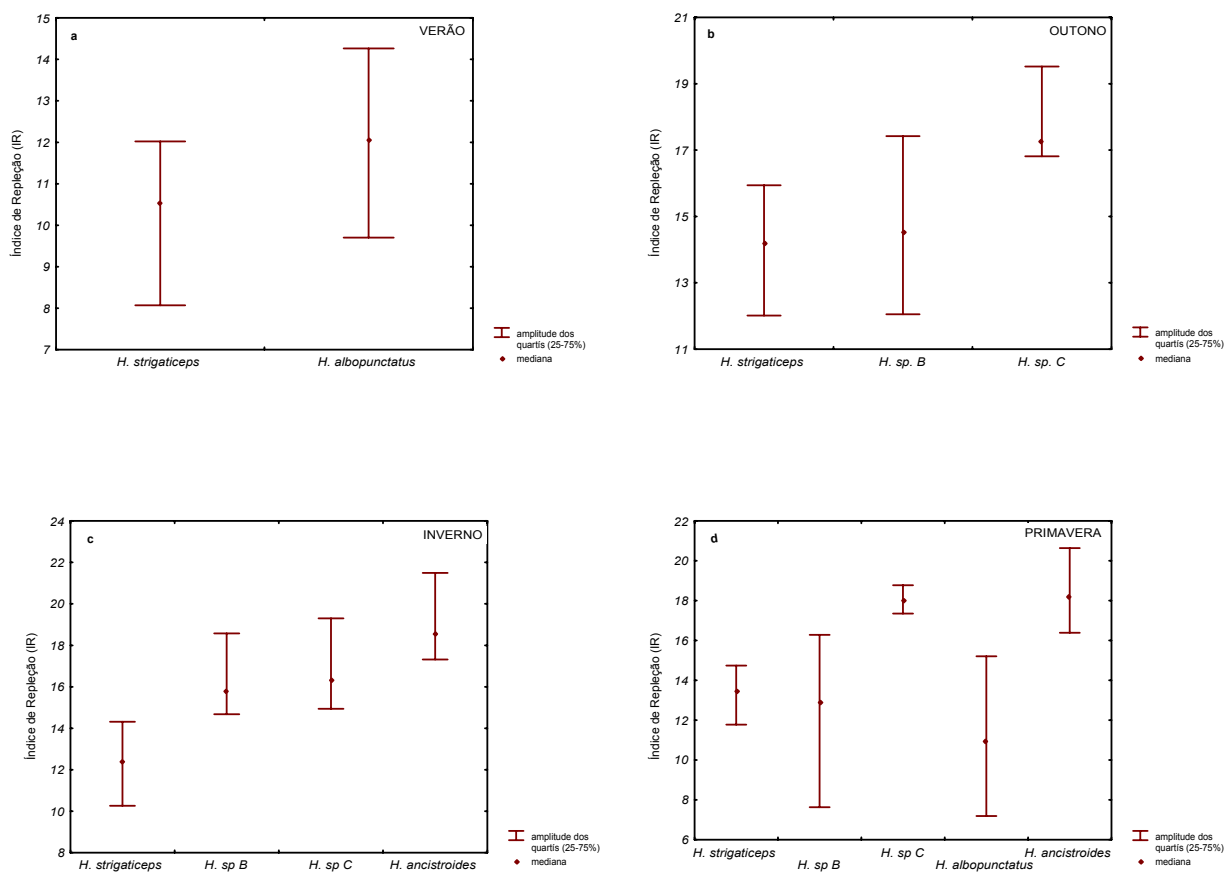 a
VERÃO
15
14
13
12
11
10
9
8
7
Índice de Repleção (IR)
H. strigaticeps
H. albopunctatus
amplitude dos
quartis (25-75%)
mediana
b
OUTONO
21
19
17
15
13
11
Índice de Repleção (IR)
H. strigaticeps
H. sp. B
H. sp. C
amplitude dos
quartis (25-75%)
mediana
c
INVERNO
24
22
20
18
16
14
12
10
8
Índice de Repleção (IR)
H. strigaticeps
H. sp B
H. sp C
H. ancistroides
amplitude dos
quartis (25-75%)
mediana
d
PRIMAVERA
22
20
18
16
14
12
10
8
6
Índice de Repleção (IR)
H. strigaticeps
H. sp B
H. sp C
H. albopunctatus
H. ancistroides
amplitude dos
quartis (25-75%)
mediana